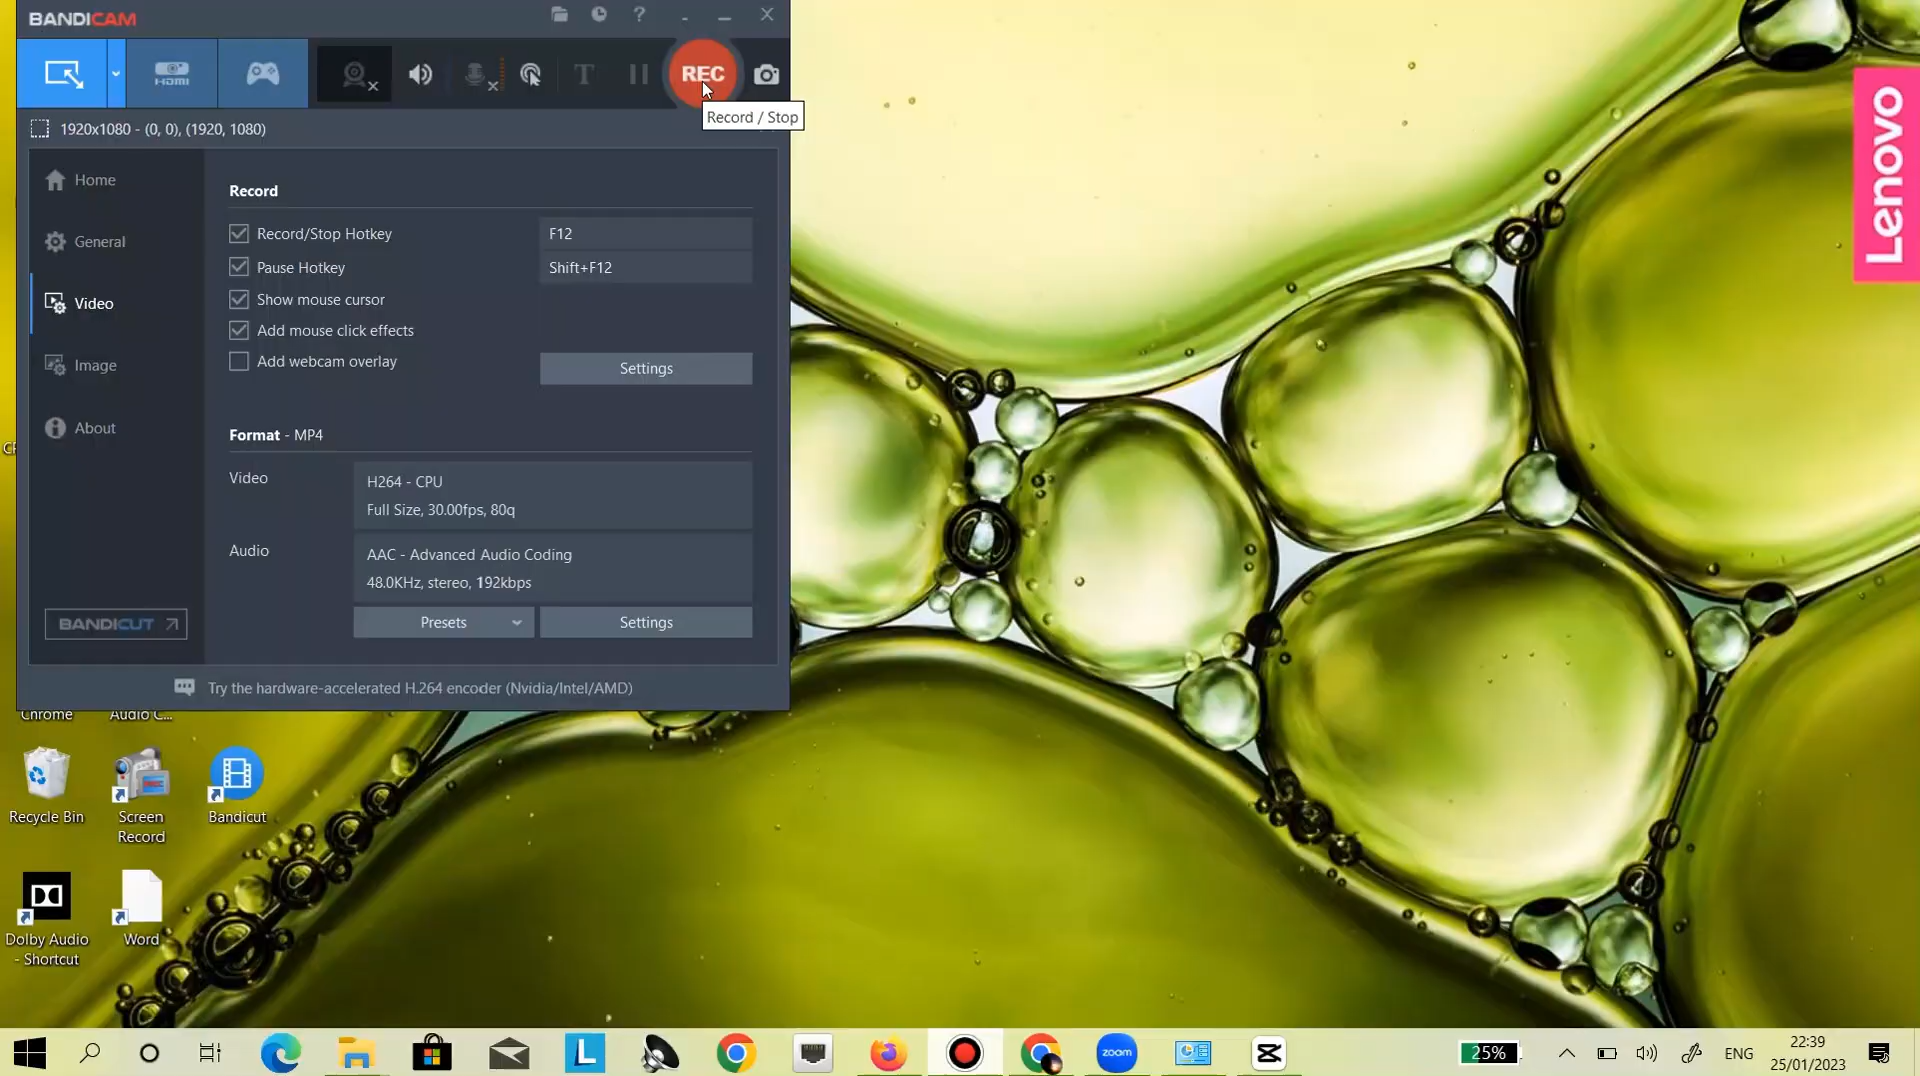 BANDICAM
HDMI
T
REC
Record / Stop
1920x1080 - (0, 0), (1920, 1080)
Home
General
Video
Image
About
BANDICUT
Record
Record/Stop Hotkey
F12
Pause Hotkey
Shift+F12
Show mouse cursor
Add mouse click effects
Add webcam overlay
Settings
Format - MP4
Video
H264 - CPU
Full Size, 30.00fps, 80q
Audio
AAC - Advanced Audio Coding
48.0KHz, stereo, 192kbps
Presets
Settings
Try the hardware-accelerated H.264 encoder (Nvidia/Intel/AMD)
Lenovo
Chrome
Audio C...
Recycle Bin
Screen
Record
Bandicut
Dolby Audio
- Shortcut
Word
L
zoom
25%
ENG
22:39
25/01/2023